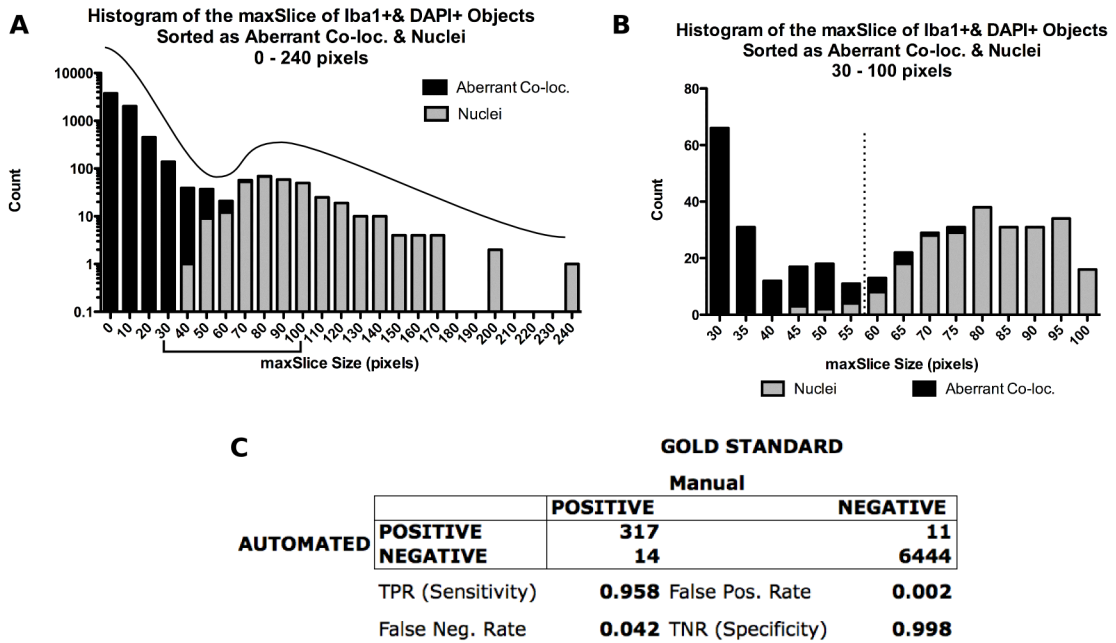 A
Histogram of the maxSlice of Iba1+& DAPI+ Objects
Sorted as Aberrant Co-loc. & Nuclei
0 - 240 pixels
Aberrant Co-loc.
Nuclei
Count
10000
1000
100
10
1
0.1
0 10 20 30 40 50 60 70 80 90 100 110 120 130 140 150 160 170 180 190 200 210 220 230 240
maxSlice Size (pixels)
B
Histogram of the maxSlice of Iba1+& DAPI+ Objects
Sorted as Aberrant Co-loc. & Nuclei
30 - 100 pixels
Count
80
60
40
20
0
30 35 40 45 50 55 60 65 70 75 80 85 90 95 100
maxSlice Size (pixels)
Nuclei Aberrant Co-loc.
C
GOLD STANDARD
Manual
POSITIVE NEGATIVE
AUTOMATED
POSITIVE 317 11
NEGATIVE 14 6444
TPR (Sensitivity) 0.958 False Pos. Rate 0.002
False Neg. Rate 0.042 TNR (Specificity) 0.998